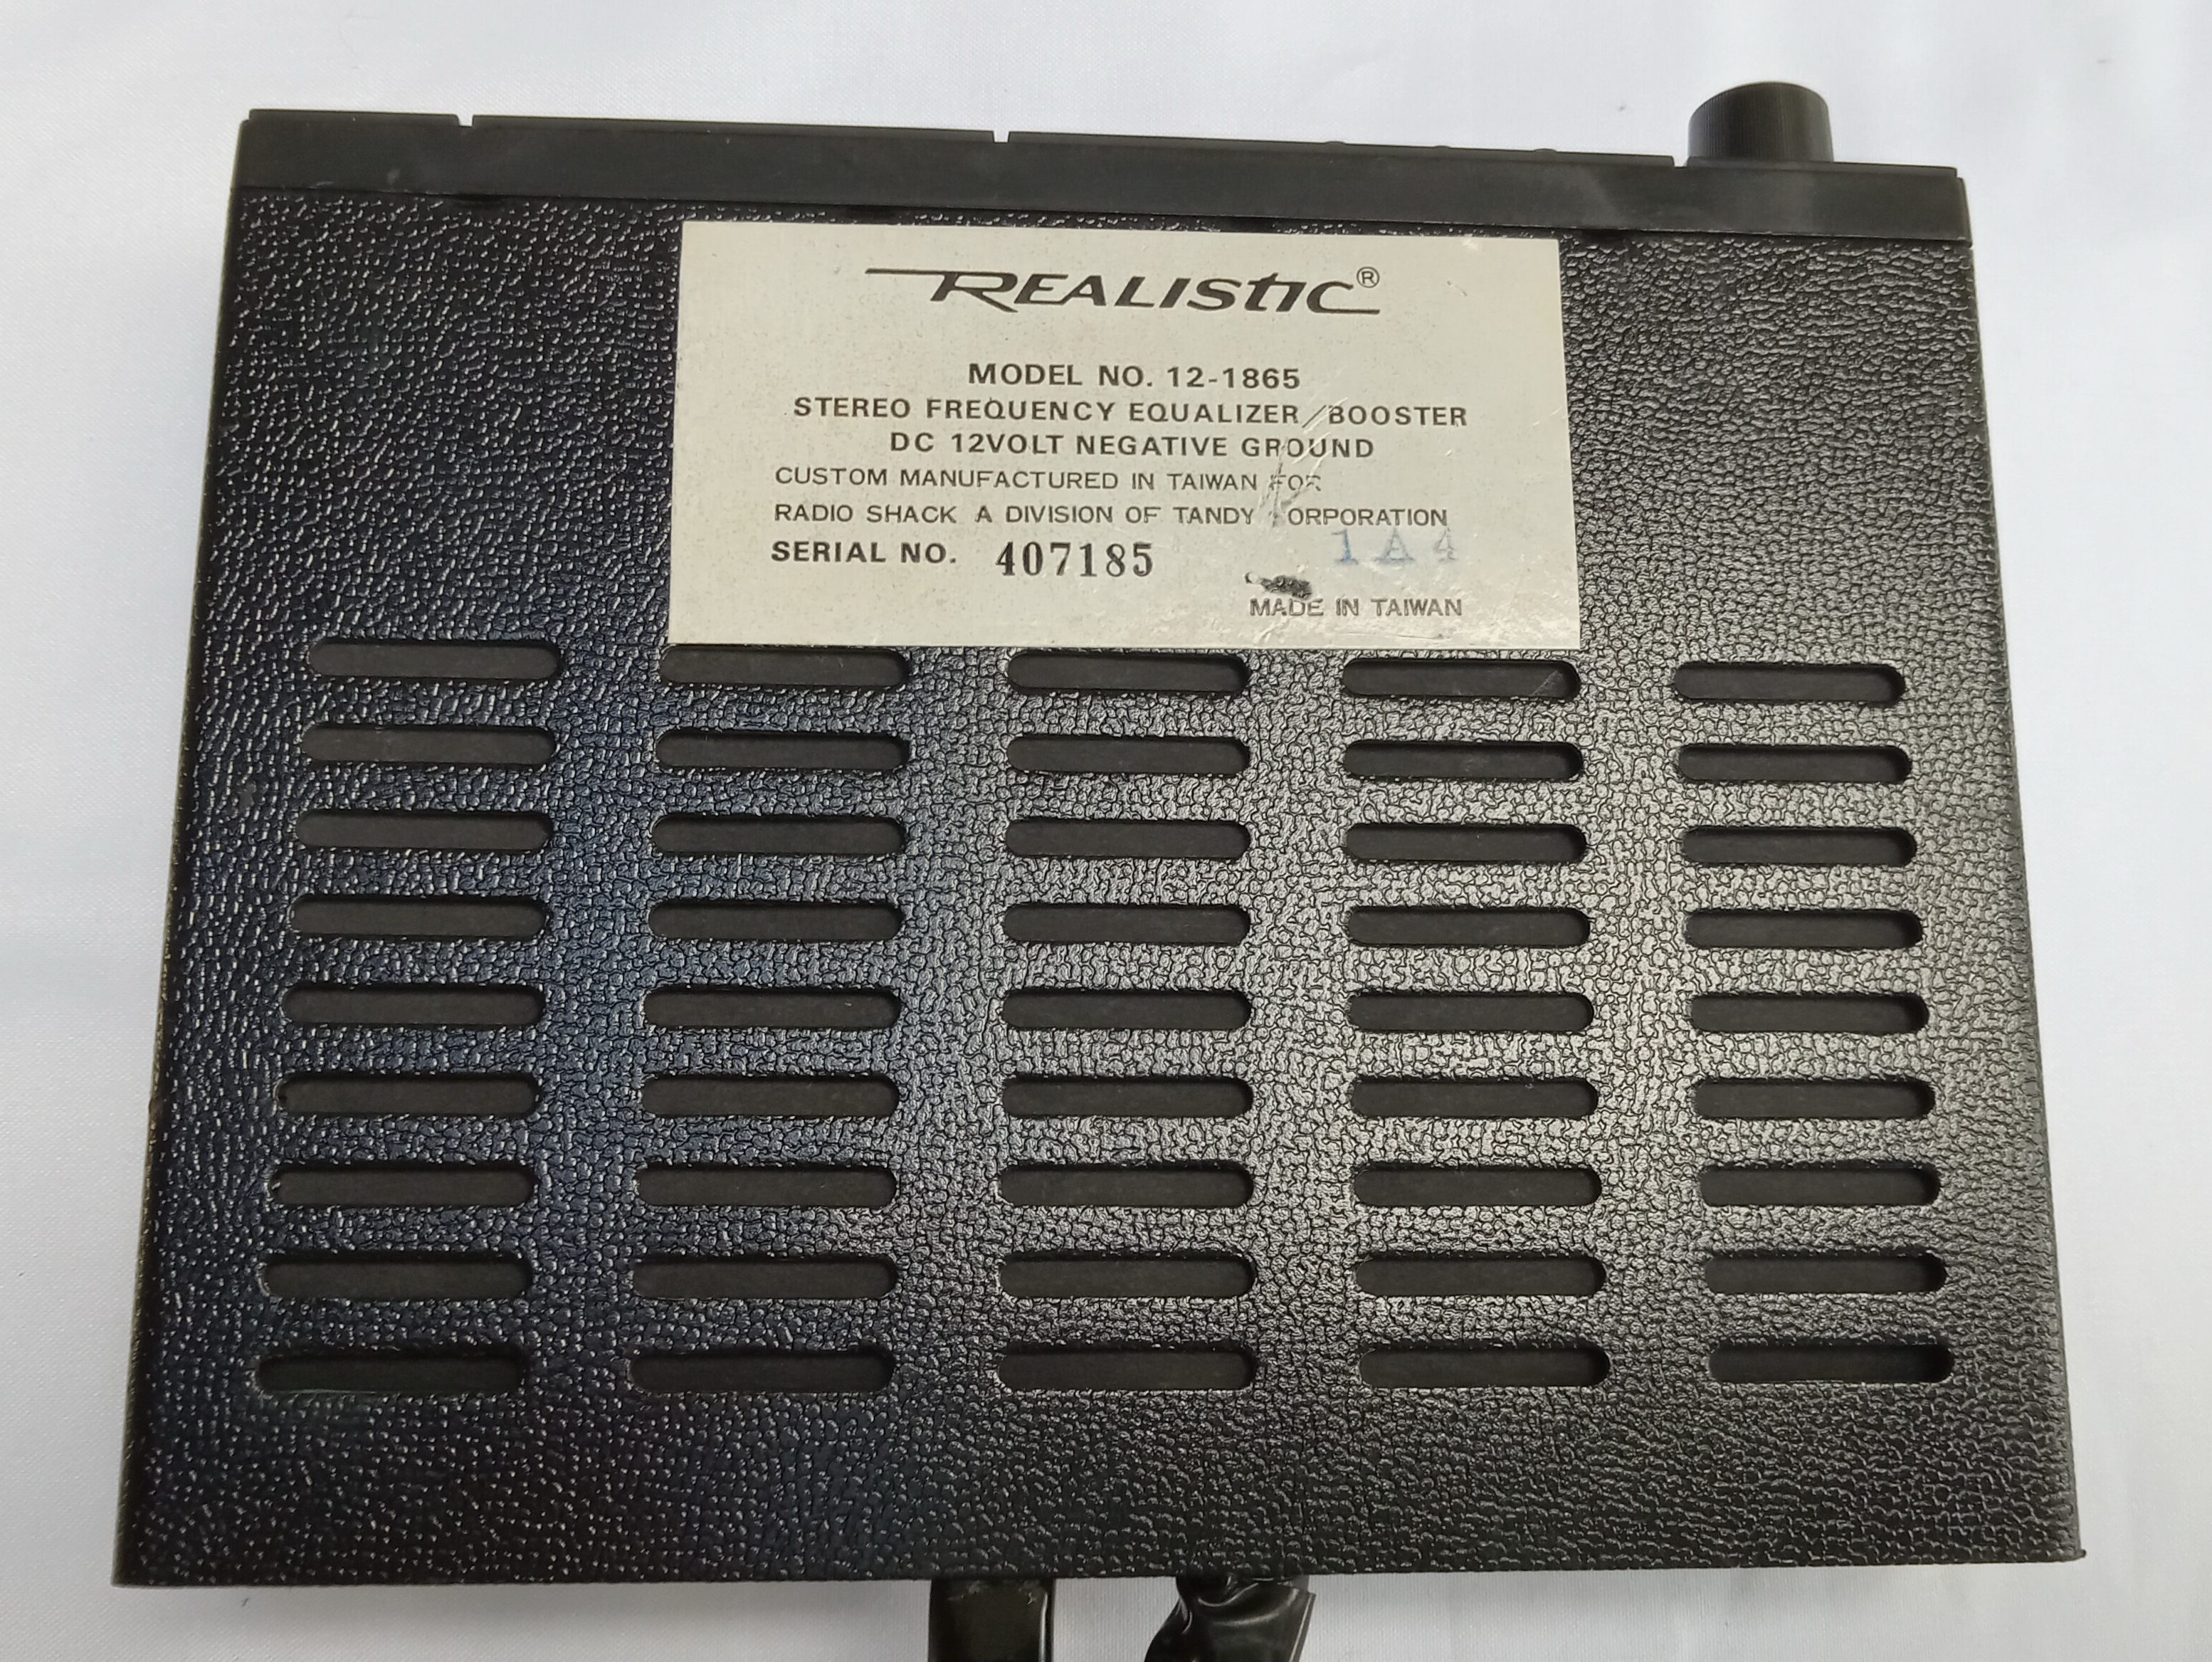 REALISTIC®
MODEL NO. 12-1865
STEREO FREQUENCY EQUALIZER/BOOSTER
DC 12VOLT NEGATIVE GROUND
CUSTOM MANUFACTURED IN TAIWAN FOR
RADIO SHACK A DIVISION OF TANDY CORPORATION
SERIAL NO. 407185
1A4
MADE IN TAIWAN